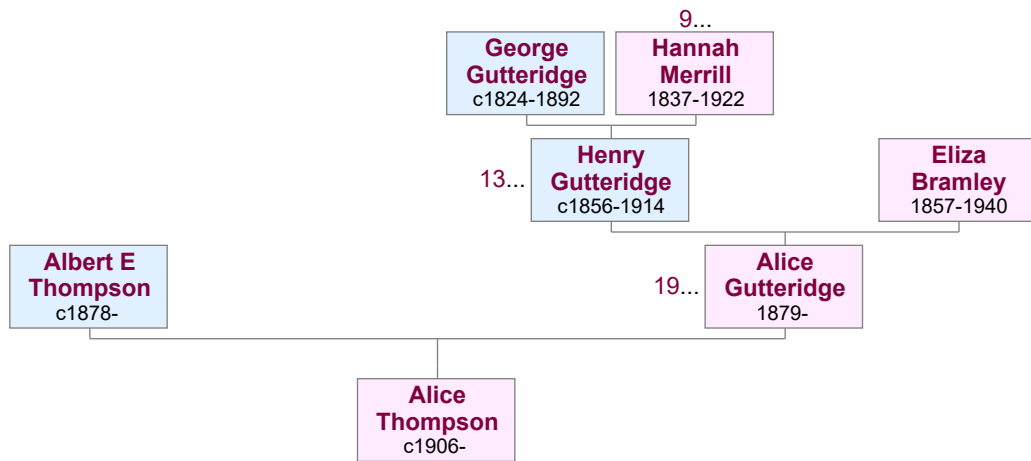 9...
George
Gutteridge
c1824-1892
Hannah
Merrill
1837-1922
13...
Henry
Gutteridge
c1856-1914
Eliza
Bramley
1857-1940
Albert E
Thompson
c1878-
19...
Alice
Gutteridge
1879-
Alice
Thompson
c1906-